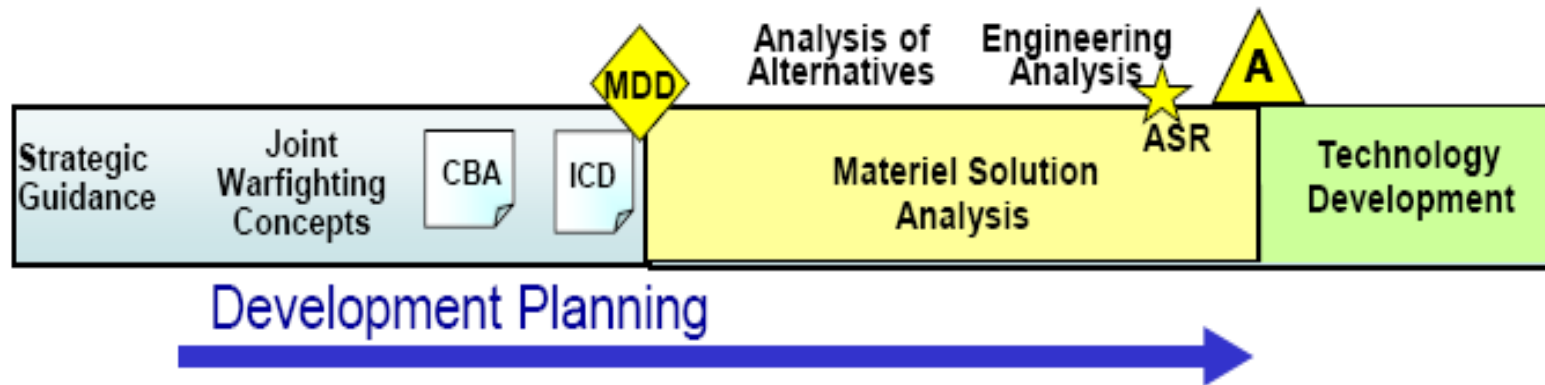 Analysis of
Alternatives
Engineering
Analysis
A
MDD
ASR
Strategic
Guidance
Joint
Warfighting
Concepts
CBA
ICD
Materiel Solution
Analysis
Technology
Development
Development Planning